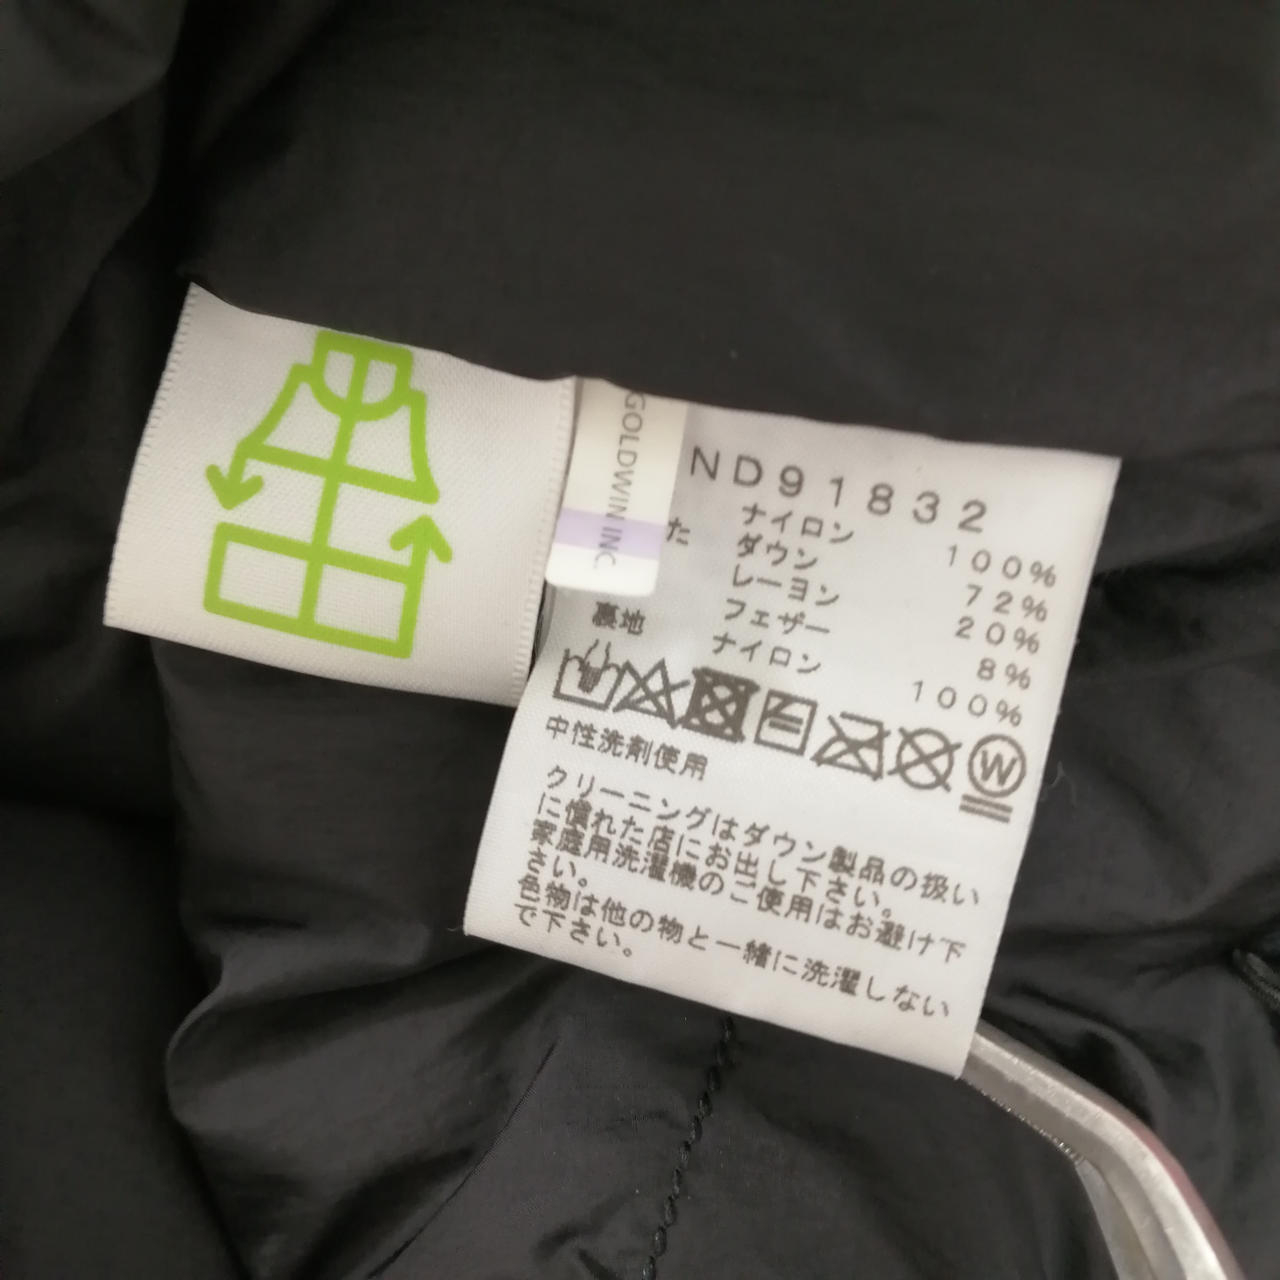 GOLDWIN INC.
ND91832
ナイロン 100%
た ダウン 72%
レーヨン 20%
フェザー 8%
裏地 ナイロン 100%
W
中性洗剤使用
クリーニングはダウン製品の扱い
に慣れた店にお出し下さい。
家庭用洗濯機のご使用はお避け下
さい。
色物は他の物と一緒に洗濯しない
で下さい。